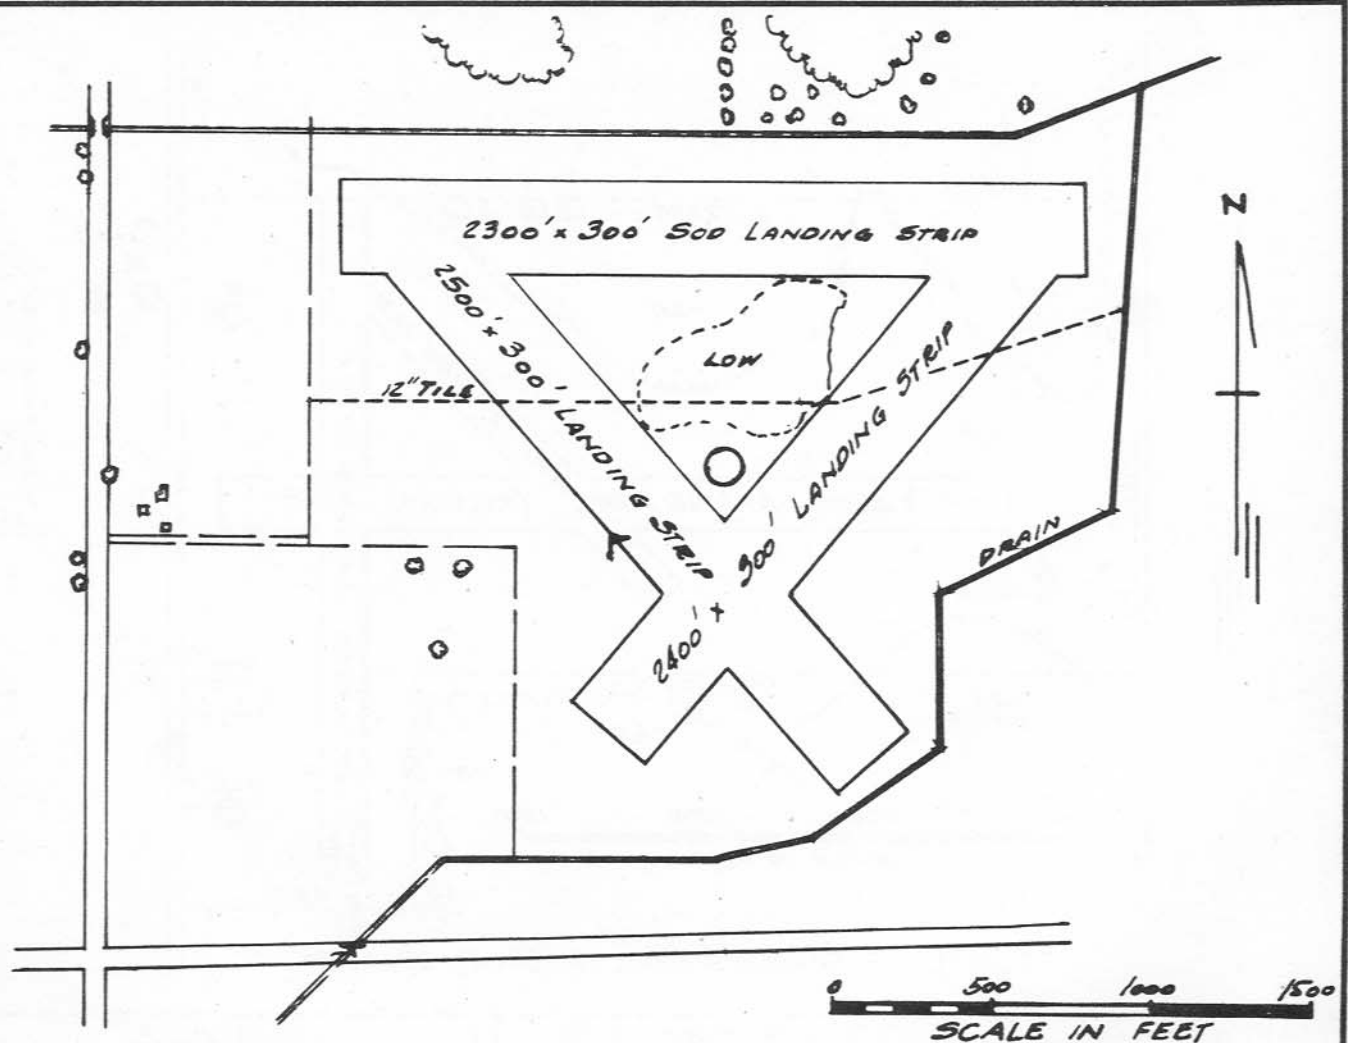 N
2300' x 300' SOD LANDING STRIP
2500' x 300' LANDING STRIP
LOW
12" TILE
2400' x 300' LANDING STRIP
DRAIN
0 500 1000 1500
SCALE IN FEET